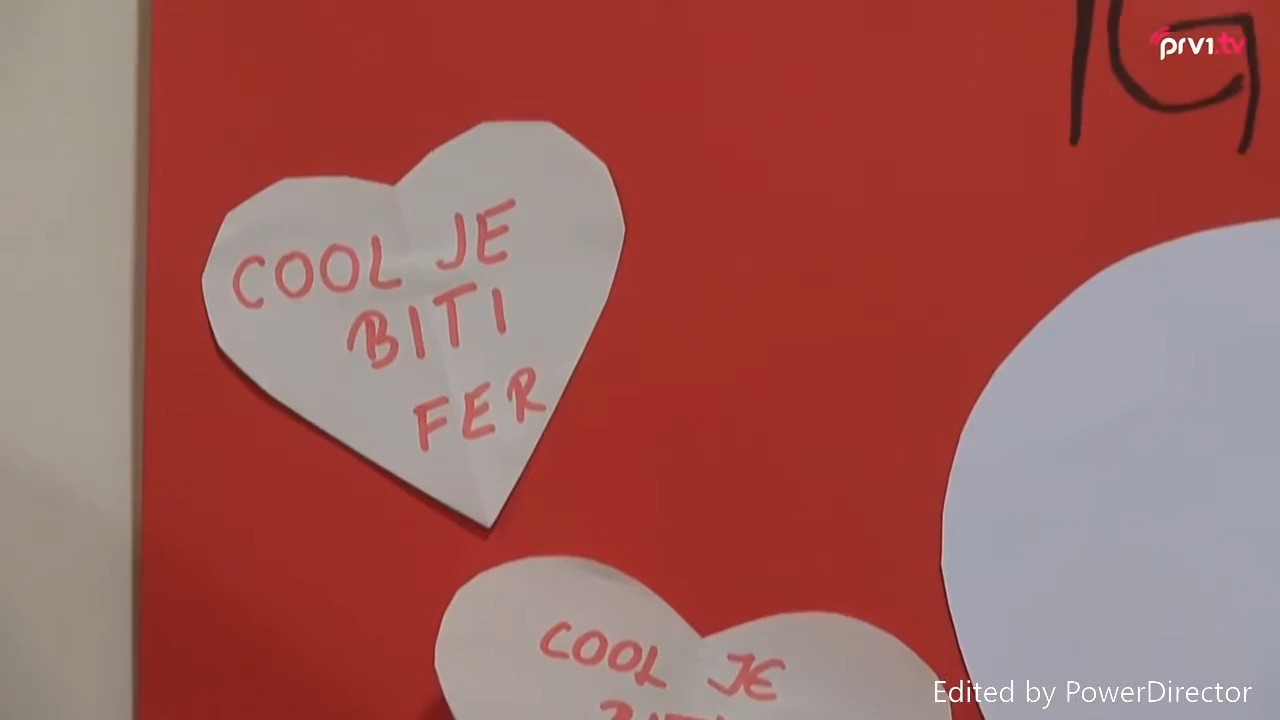 prv1.tv
COOL JE
BITI
FER
COOL JE
Edited by PowerDirector